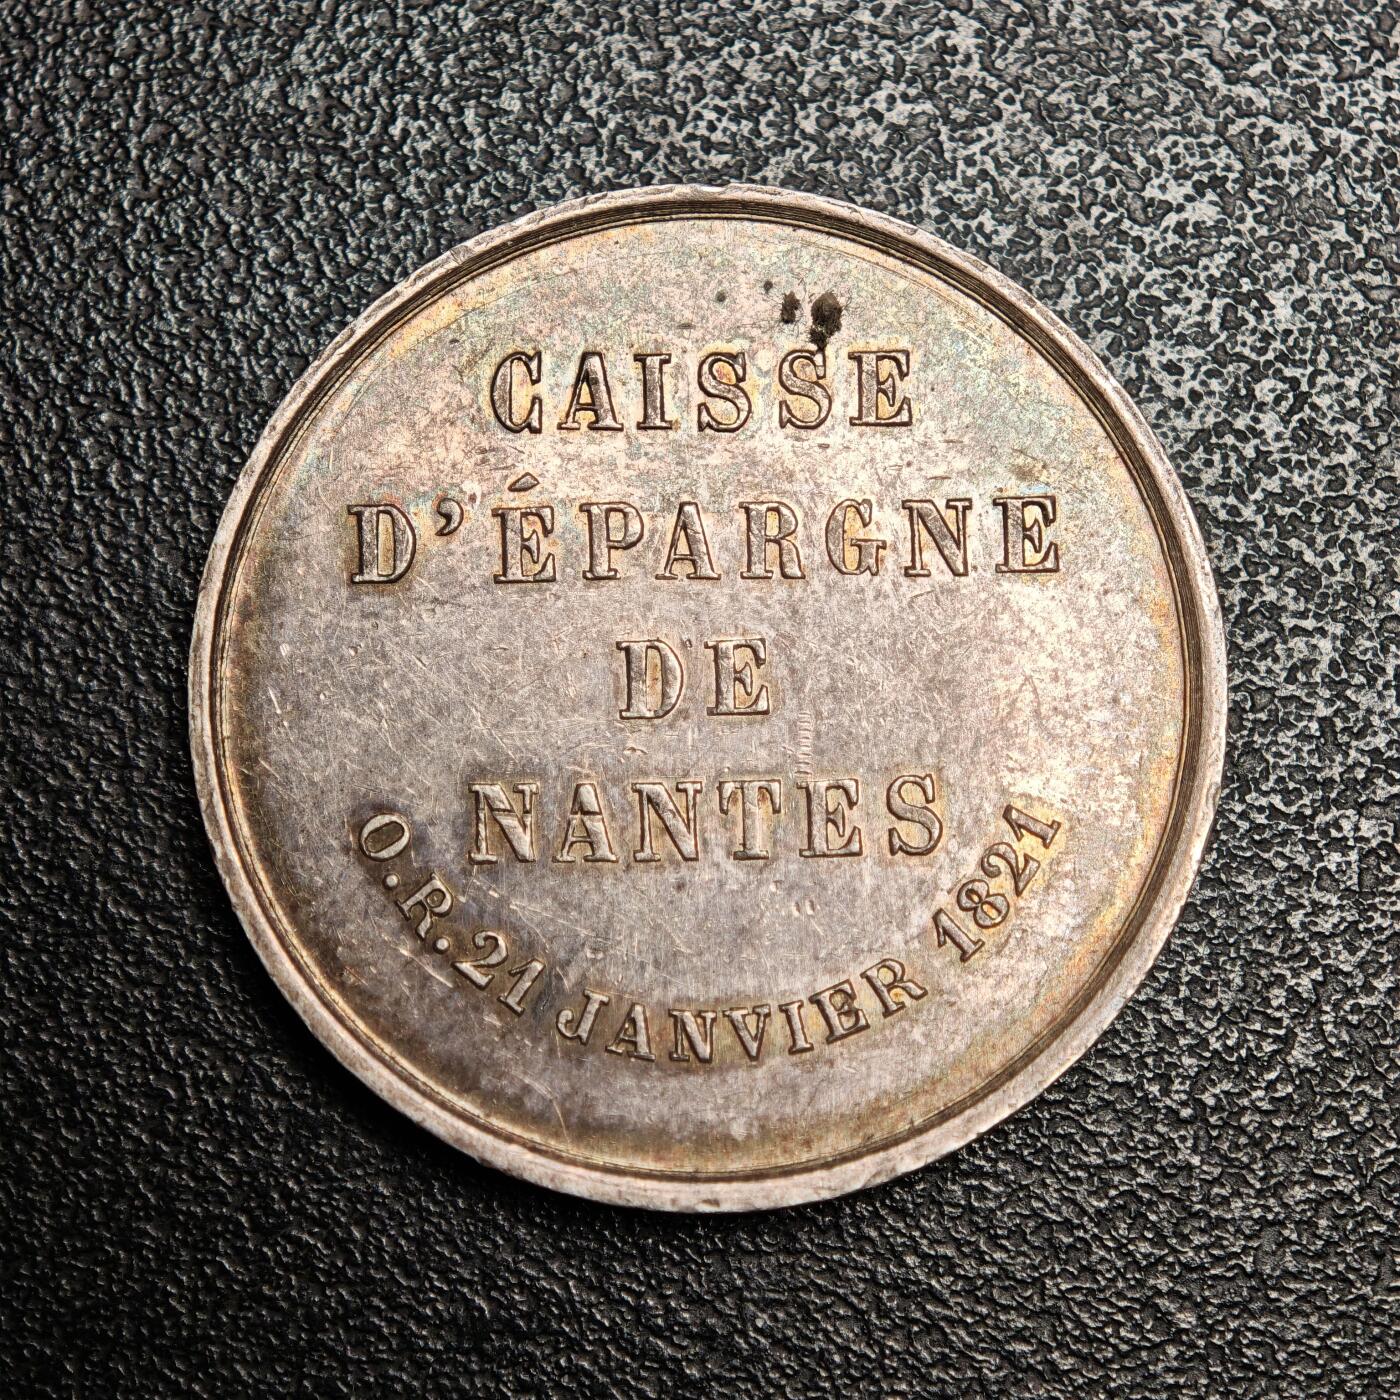 CAISSE
D'ÉPARGNE
DE
NANTES
O.R.21 JANVIER 1821